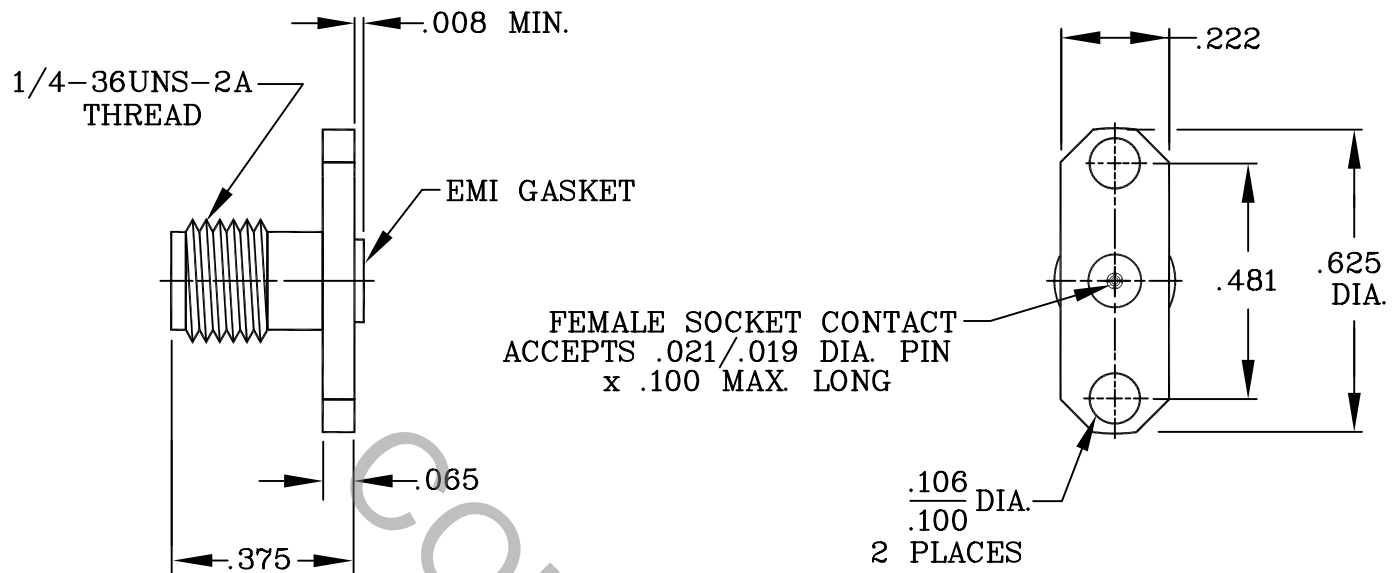 .008 MIN.
1/4-36UNS-2A
THREAD
EMI GASKET
.065
.375
.222
.481
.625
DIA.
FEMALE SOCKET CONTACT
ACCEPTS .021/.019 DIA. PIN
x .100 MAX. LONG
.106
.100
DIA.
2 PLACES